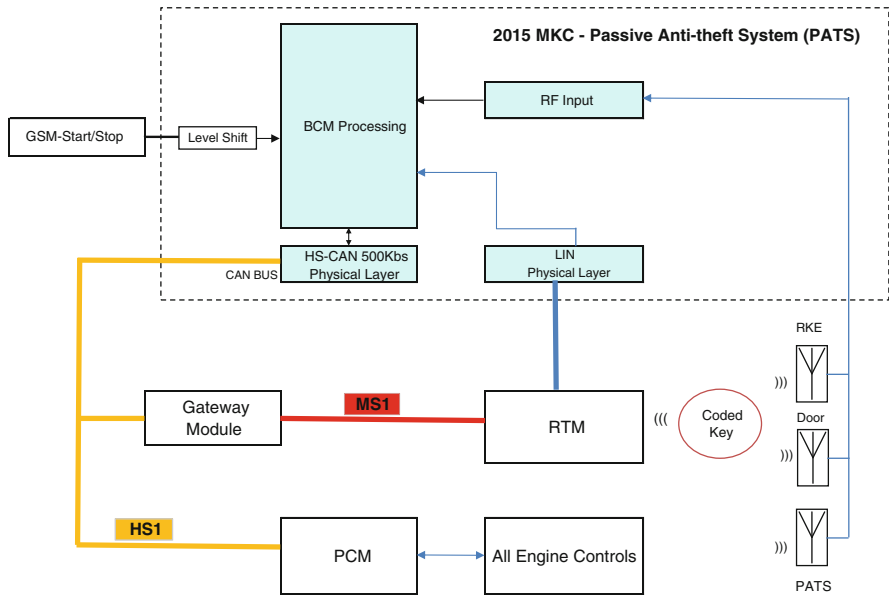 2015 MKC - Passive Anti-theft System (PATS)
GSM-Start/Stop
Level Shift
BCM Processing
RF Input
CAN BUS
HS-CAN 500Kbs
Physical Layer
LIN
Physical Layer
RKE
Gateway
Module
MS1
RTM
(((
Coded
Key
)))
Door
)))
HS1
PCM
All Engine Controls
)))
PATS